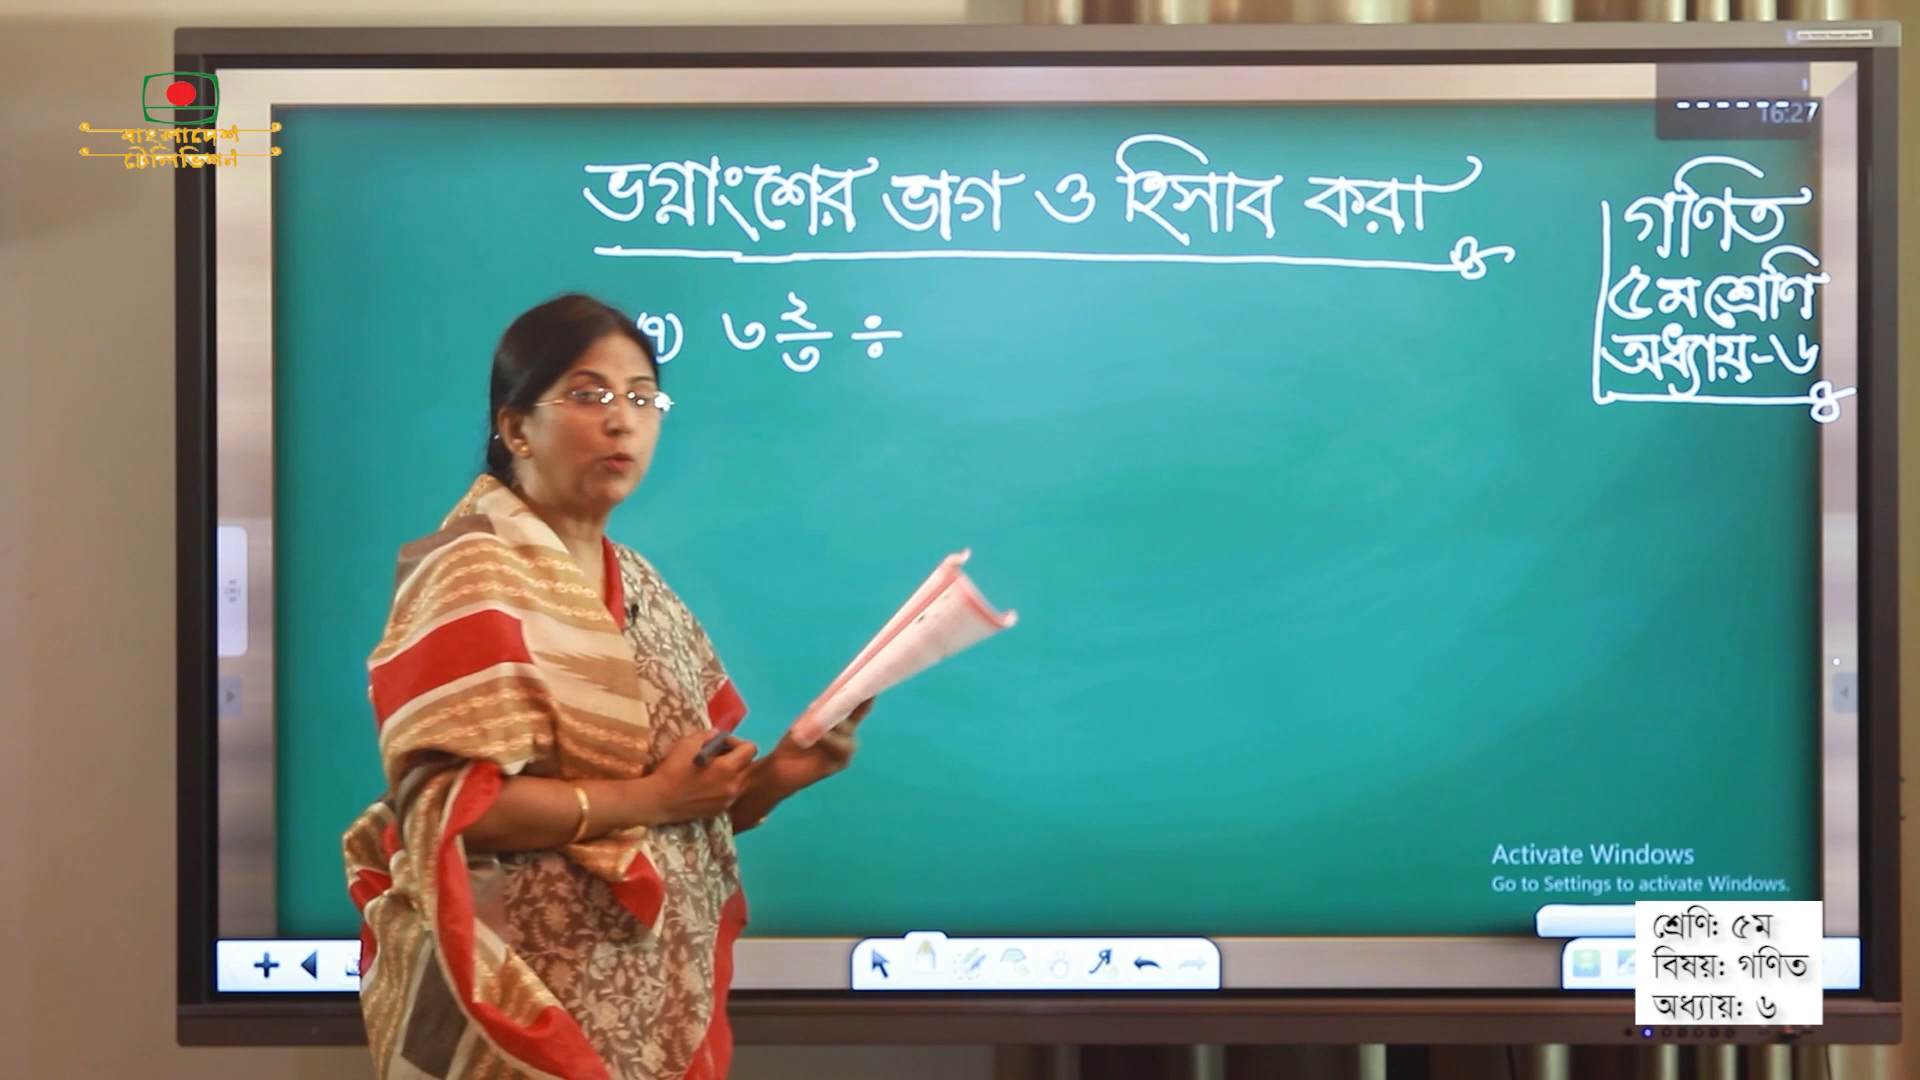 বাংলাদেশ
টেলিভিশন
16:27
ভগ্নাংশের ভাগ ও হিসাব করা
গণিত
৫ম শ্রেণি
অধ্যায়-৬
(৭) ৩ ২/৩ ÷
Activate Windows
Go to Settings to activate Windows.
শ্রেণি: ৫ম
বিষয়: গণিত
অধ্যায়: ৬